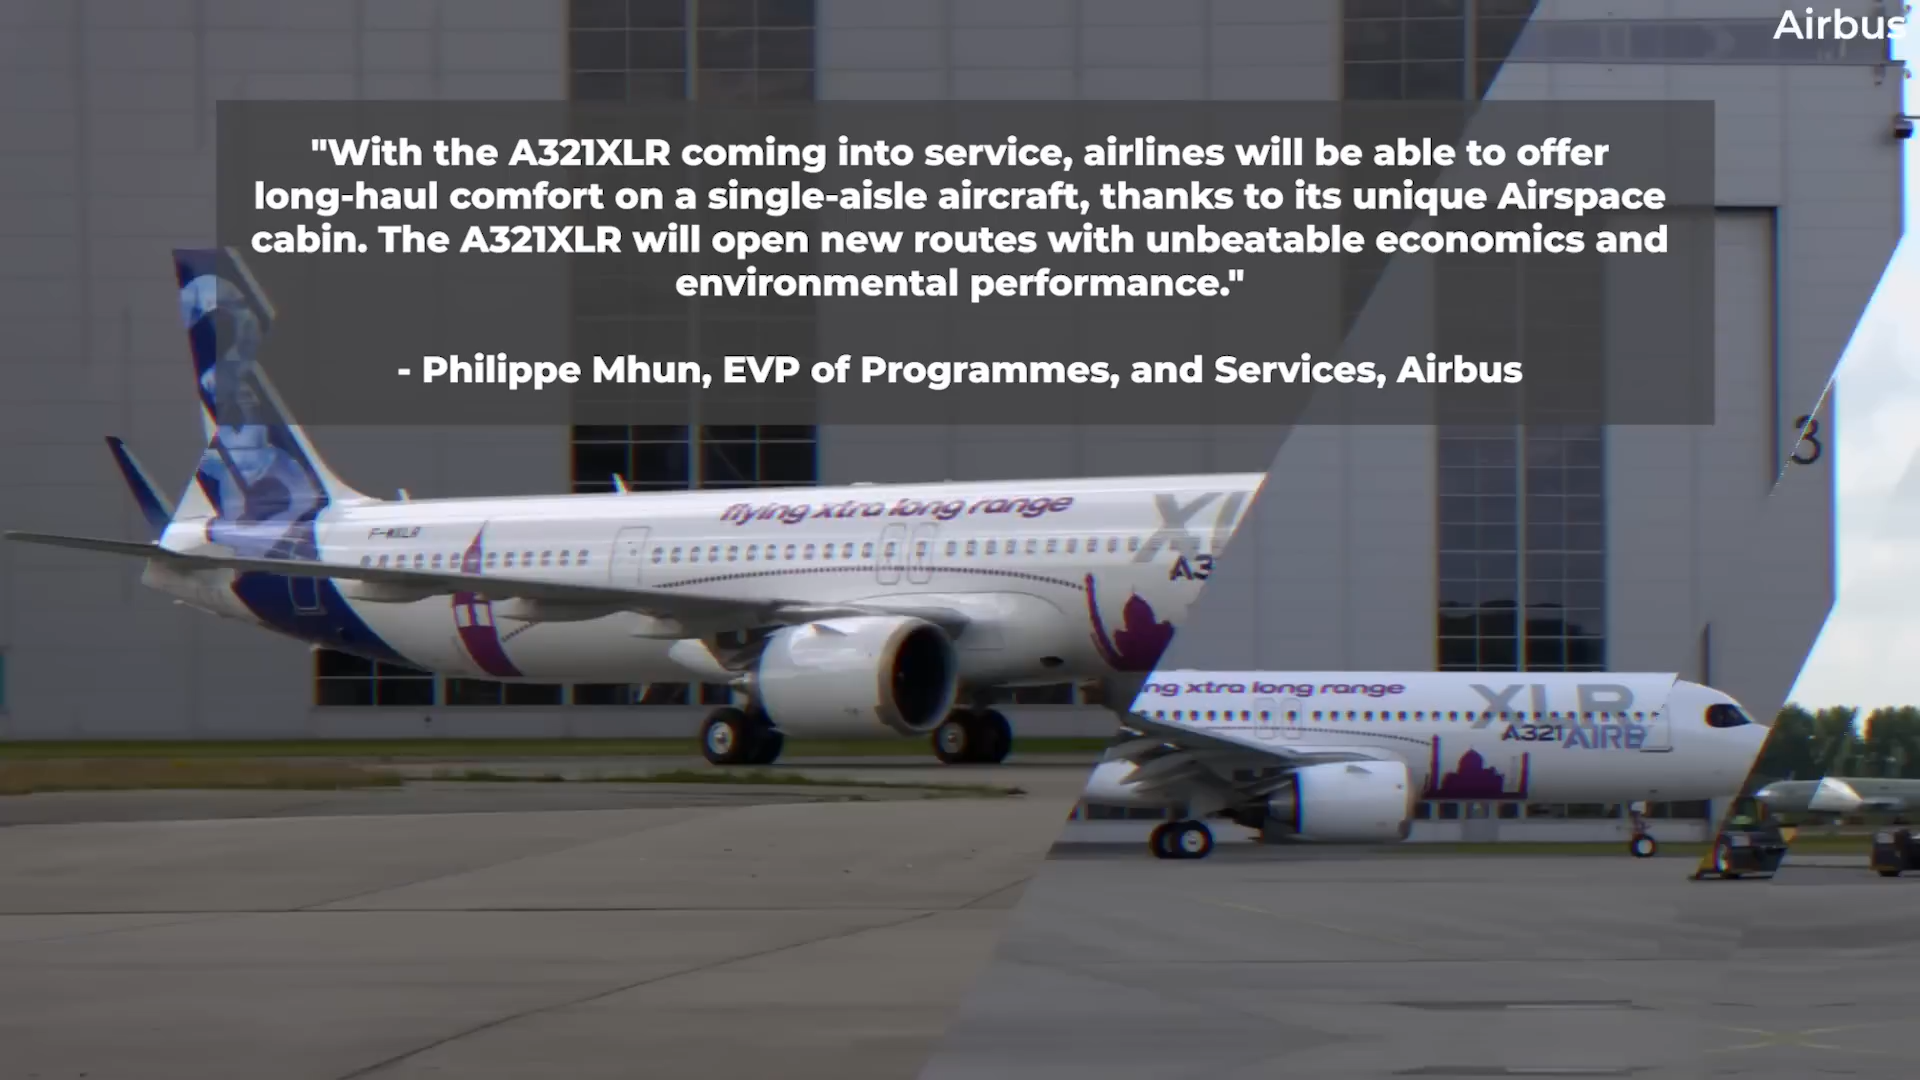 Airbus
"With the A321XLR coming into service, airlines will be able to offer
long-haul comfort on a single-aisle aircraft, thanks to its unique Airspace
cabin. The A321XLR will open new routes with unbeatable economics and
environmental performance."
- Philippe Mhun, EVP of Programmes, and Services, Airbus
3
flying xtra long range
XL
F-WXLR
A3
ng xtra long range
XLR
A321
AIRB